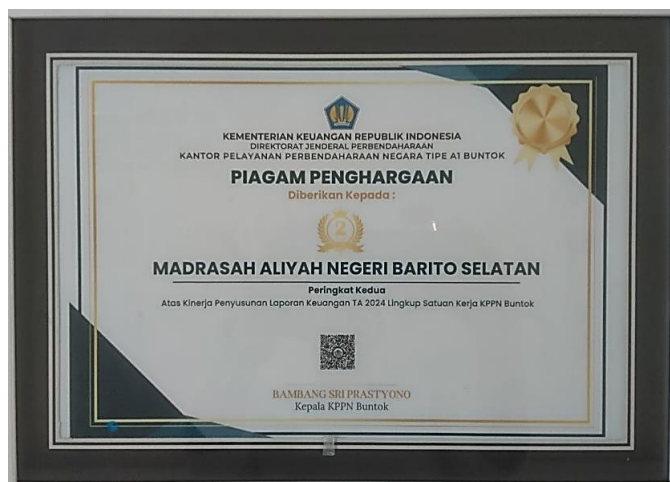 KEMENTERIAN KEUANGAN REPUBLIK INDONESIA
DIREKTORAT JENDERAL PERBENDAHARAAN
KANTOR PELAYANAN PERBENDAHARAAN NEGARA TIPE A1 BUNTOK
PIAGAM PENGHARGAAN
Diberikan Kepada :
2
MADRASAH ALIYAH NEGERI BARITO SELATAN
Peringkat Kedua
Atas Kinerja Penyusunan Laporan Keuangan TA 2024 Lingkup Satuan Kerja KPPN Buntok
BAMBANG SRI PRASTYONO
Kepala KPPN Buntok